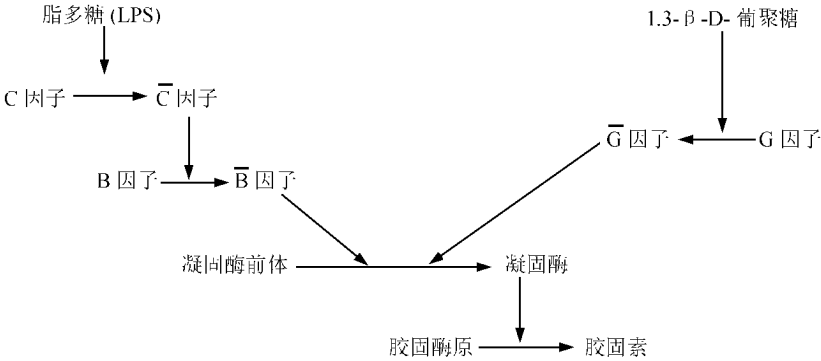 脂多糖 (LPS)
1.3- β -D- 葡聚糖
C 因子
C̅ 因子
G̅ 因子
G 因子
B 因子
B̅ 因子
凝固酶前体
凝固酶
胶固酶原
胶固素